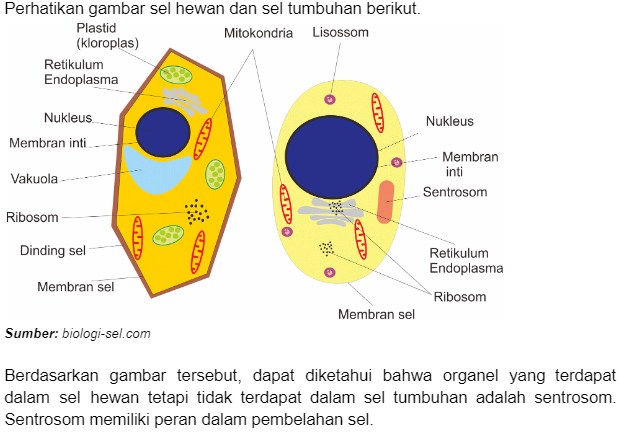 Perhatikan gambar sel hewan dan sel tumbuhan berikut.
Plastid
(kloroplas)
Retikulum
Endoplasma
Nukleus
Membran inti
Vakuola
Ribosom
Dinding sel
Membran sel
Mitokondria
Lisossom
Nukleus
Membran
inti
Sentrosom
Retikulum
Endoplasma
Ribosom
Membran sel
Sumber: biologi-sel.com
Berdasarkan gambar tersebut, dapat diketahui bahwa organel yang terdapat
dalam sel hewan tetapi tidak terdapat dalam sel tumbuhan adalah sentrosom.
Sentrosom memiliki peran dalam pembelahan sel.